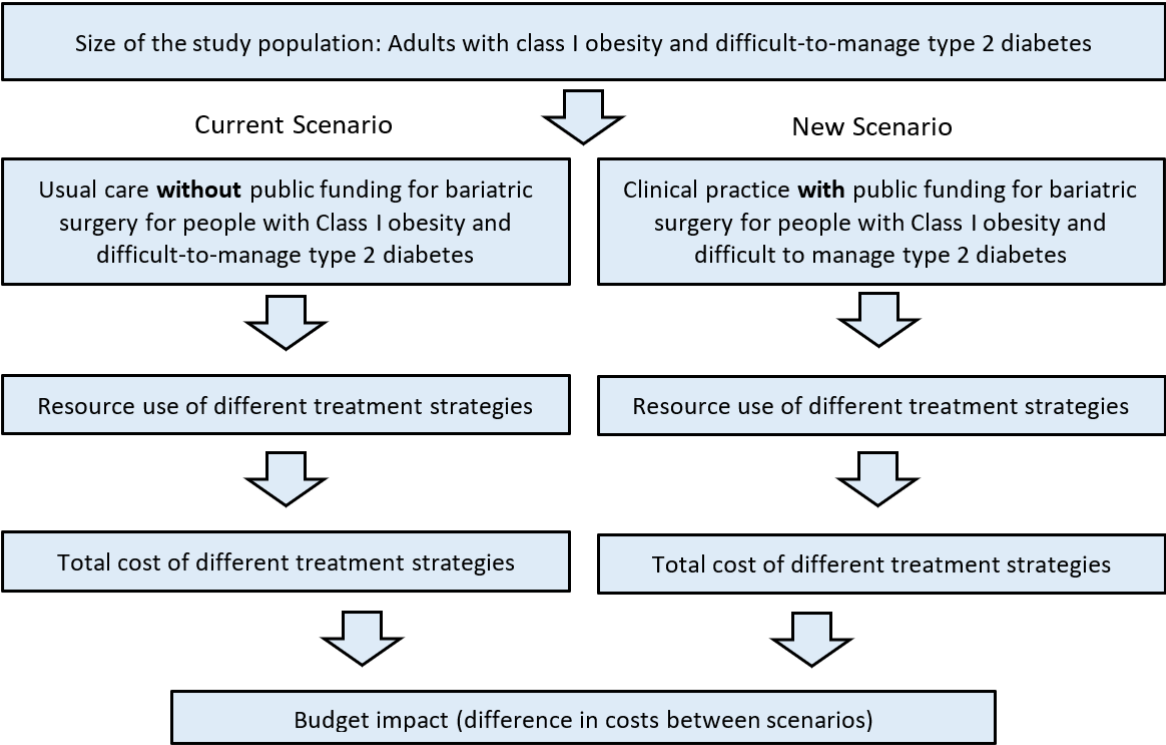 Size of the study population: Adults with class I obesity and difficult-to-manage type 2 diabetes
Current Scenario
New Scenario
Usual care without public funding for bariatric
surgery for people with Class I obesity and
difficult-to-manage type 2 diabetes
Clinical practice with public funding for bariatric
surgery for people with Class I obesity and
difficult to manage type 2 diabetes
Resource use of different treatment strategies
Resource use of different treatment strategies
Total cost of different treatment strategies
Total cost of different treatment strategies
Budget impact (difference in costs between scenarios)